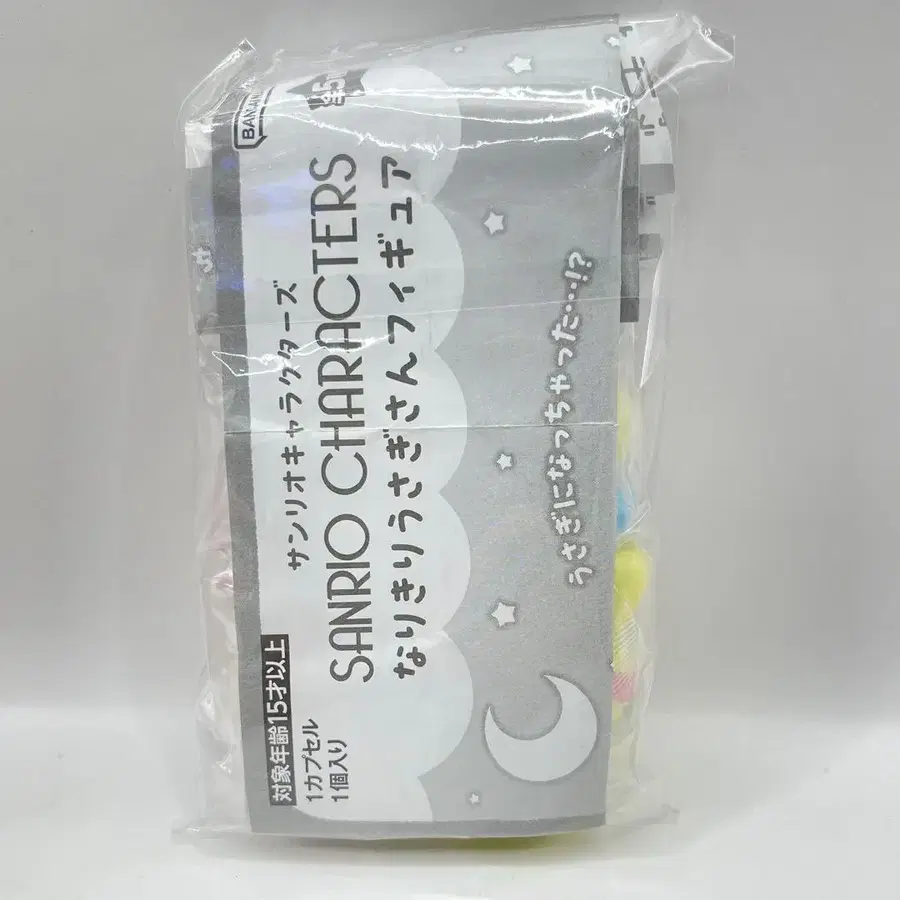 サンリオキャラクターズ
SANRIO CHARACTERS
なりきりうさぎさんフィギュア
うさぎになっちゃった…!?
対象年齢15才以上
1カプセル
1個入り